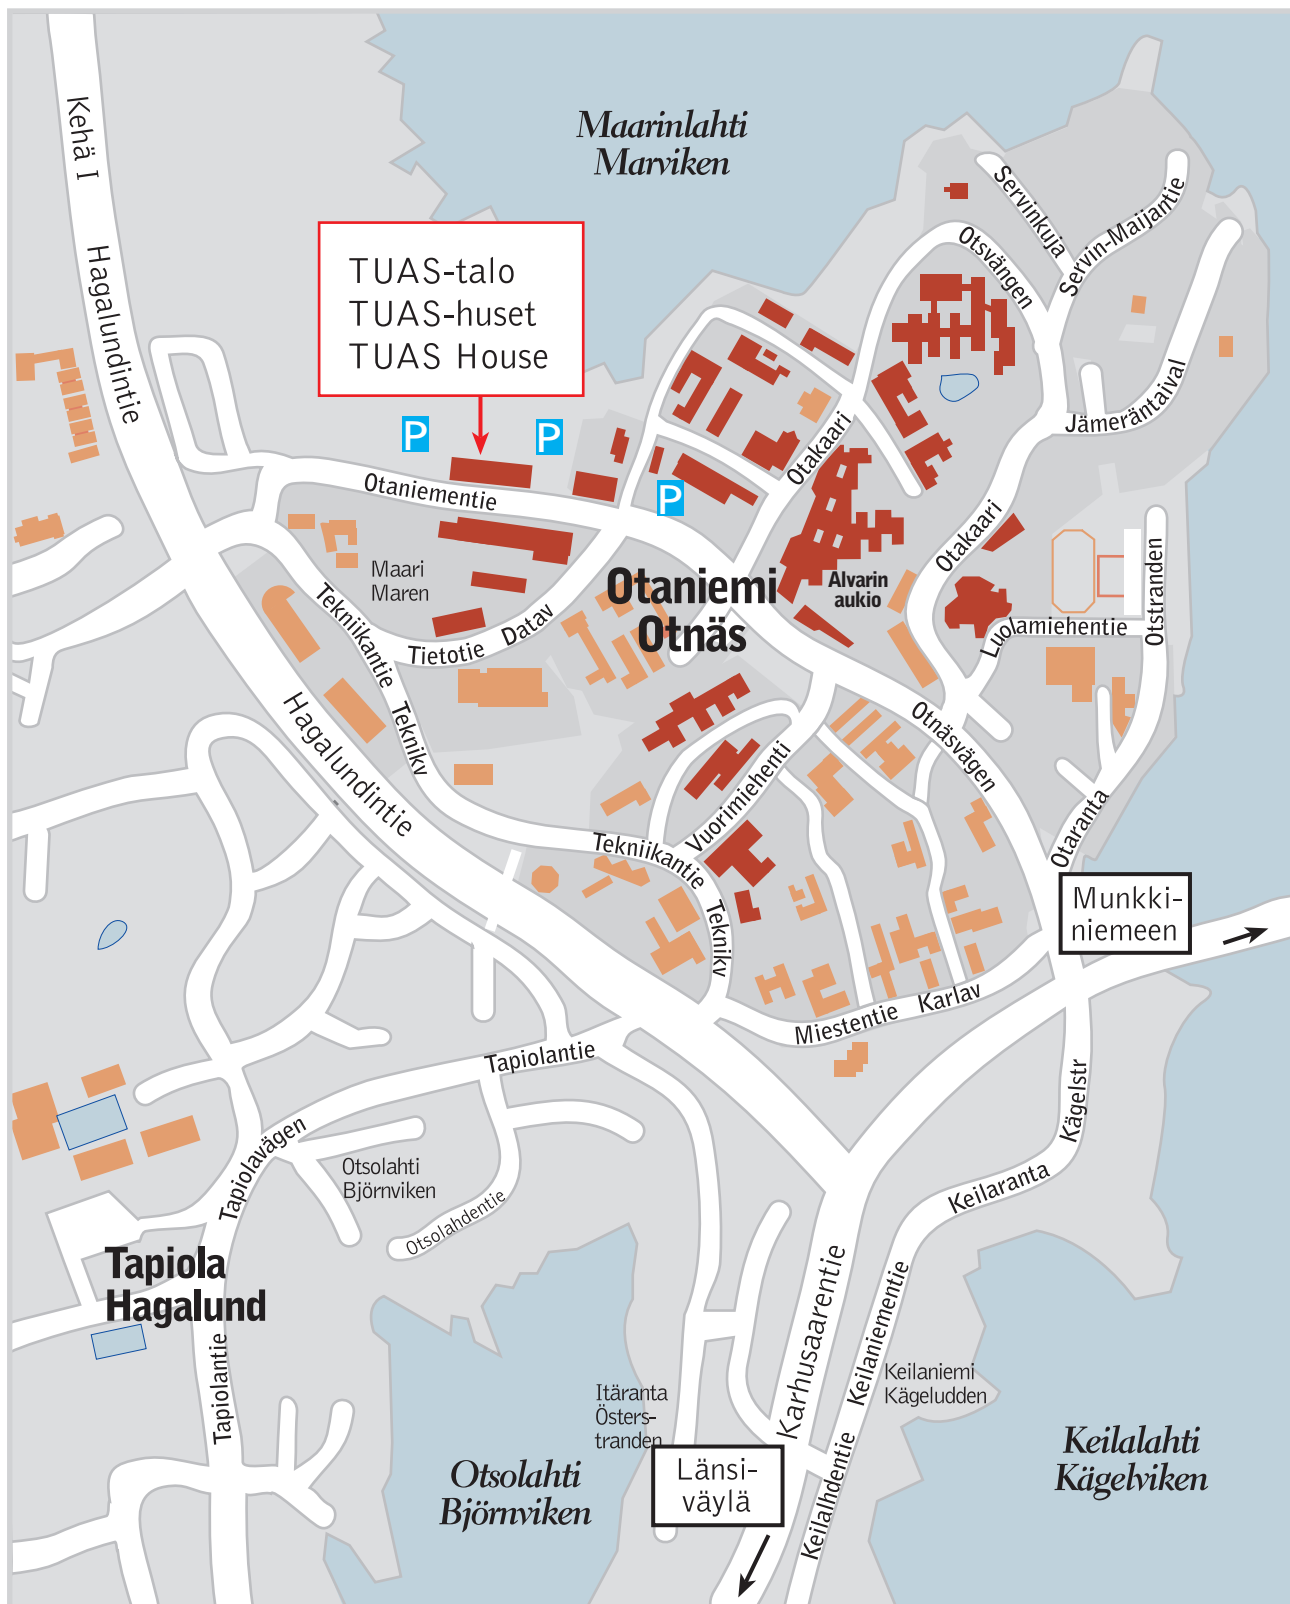 Kehä I
Hagalundintie
Maarinlahti
Marviken
TUAS-talo
TUAS-huset
TUAS House
P
P
P
Servinkuja
Servin-Maijantie
Otsvängen
Jämeräntaival
Otakaari
Otakaari
Otaniementie
Maari
Maren
Tekniikantie
Teknikv
Tietotie
Datav
Otaniemi
Otnäs
Alvarin
aukio
Luolamiehentie
Otstranden
Otaranta
Otnäsvägen
Hagalundintie
Vuorimiehenti
Tekniikantie
Teknikv
Miestentie
Karlav
Munkki-
niemeen
Tapiolantie
Tapiolavägen
Otsolahti
Björnviken
Otsolahdentie
Tapiola
Hagalund
Tapiolantie
Kägelstr
Keilaranta
Karhusaarentie
Keilaniementie
Keilaniemi
Kägeludden
Itäranta
Östers-
tranden
Keilalhdentie
Länsi-
väylä
Otsolahti
Björnviken
Keilalahti
Kägelviken